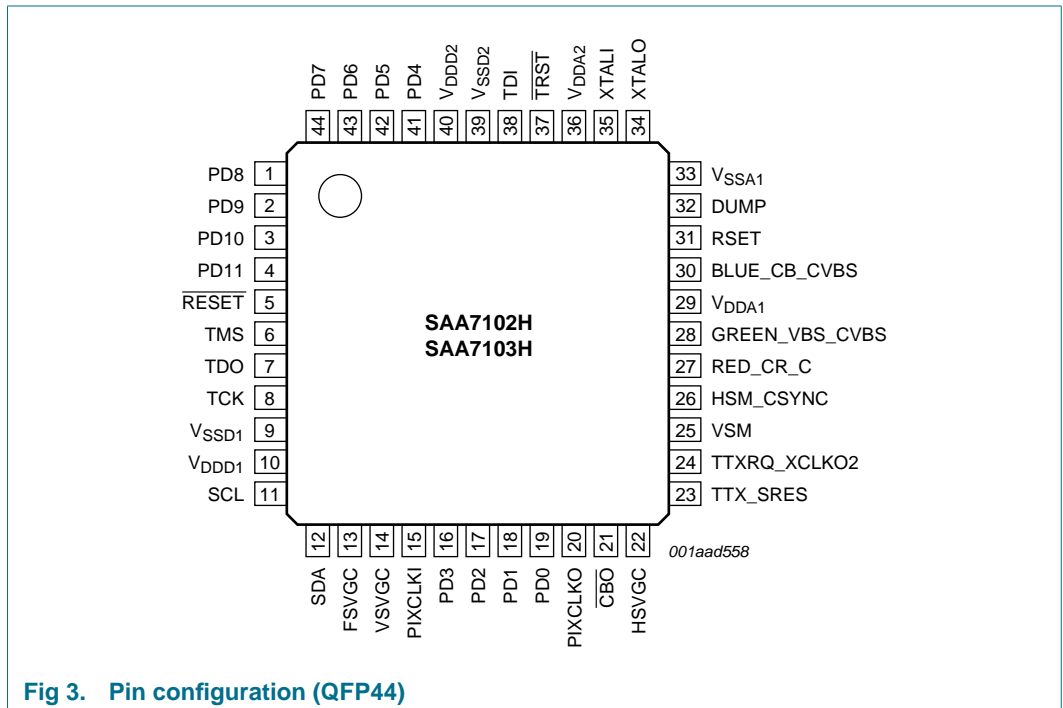 PD7 PD6 PD5 PD4 VDDD2 VSSD2 TDI TRST VDDA2 XTALI XTALO
44 43 42 41 40 39 38 37 36 35 34
PD8 1
PD9 2
PD10 3
PD11 4
RESET 5
TMS 6
TDO 7
TCK 8
VSSD1 9
VDDD1 10
SCL 11
SAA7102H
SAA7103H
33 VSSA1
32 DUMP
31 RSET
30 BLUE_CB_CVBS
29 VDDA1
28 GREEN_VBS_CVBS
27 RED_CR_C
26 HSM_CSYNC
25 VSM
24 TTXRQ_XCLKO2
23 TTX_SRES
12 13 14 15 16 17 18 19 20 21 22
SDA FSVGC VSVGC PIXCLKI PD3 PD2 PD1 PD0 PIXCLKO CBO HSVGC
001aad558
Fig 3. Pin configuration (QFP44)